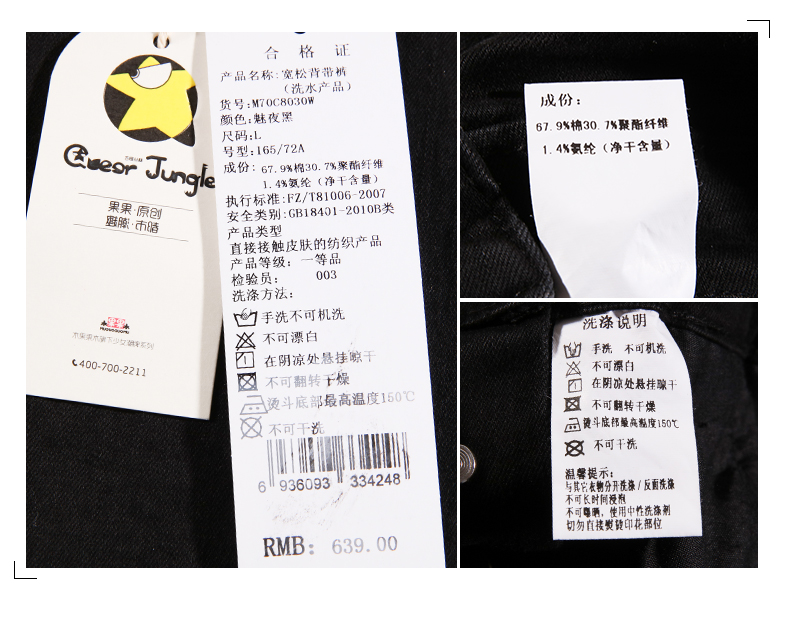 Queer Jungle
果果·原创
400-700-2211
合格证
产品名称:宽松背带裤
（洗水产品）
货号:M70C8030W
颜色:魅夜黑
尺码:L
号型:165/72A
成份:67.9%棉30.7%聚酯纤维
1.4%氨纶（净干含量）
执行标准:FZ/T81006-2007
安全类别:GB18401-2010B类
产品类型
直接接触皮肤的纺织产品
产品等级:一等品
检验员: 003
洗涤方法:
手洗不可机洗
不可漂白
在阴凉处悬挂晾干
不可翻转干燥
熨斗底部最高温度150℃
不可干洗
6 936093 334248
RMB: 639.00
成份:
67.9%棉30.7%聚酯纤维
1.4%氨纶（净干含量）
洗涤说明
手洗 不可机洗
不可漂白
在阴凉处悬挂晾干
不可翻转干燥
熨斗底部最高温度150℃
不可干洗
温馨提示:
与其它衣物分开洗涤/反面洗涤
不可长时间浸泡
不可曝晒，使用中性洗涤剂
切勿直接熨烫印花部位